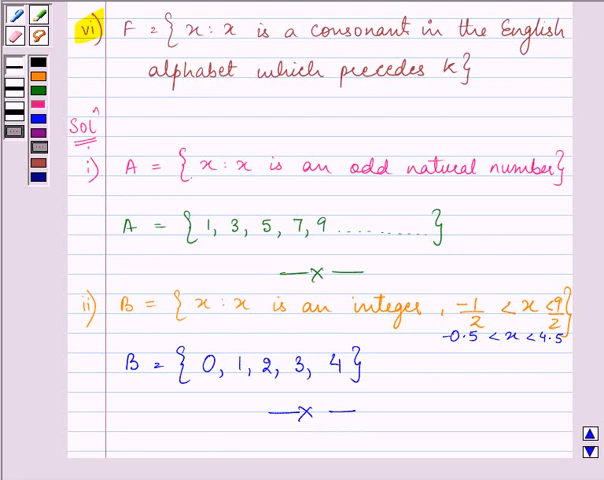 vi) F = { x : x is a consonant in the English
alphabet which precedes k}
Solⁿ
i) A = { x : x is an odd natural number}
A = { 1, 3, 5, 7, 9 .......... }
—x—
ii) B = { x : x is an integer, -1/2 < x < 9/2 }
-0.5 < x < 4.5
B = { 0, 1, 2, 3, 4 }
—x—